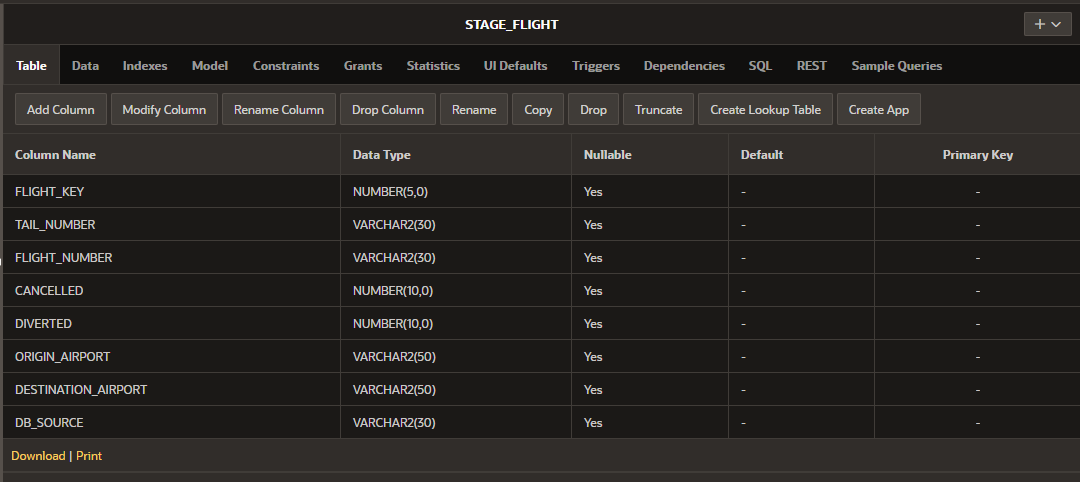 STAGE_FLIGHT
Table Data Indexes Model Constraints Grants Statistics UI Defaults Triggers Dependencies SQL REST Sample Queries
Add Column Modify Column Rename Column Drop Column Rename Copy Drop Truncate Create Lookup Table Create App
Column Name Data Type Nullable Default Primary Key
FLIGHT_KEY NUMBER(5,0) Yes - -
TAIL_NUMBER VARCHAR2(30) Yes - -
FLIGHT_NUMBER VARCHAR2(30) Yes - -
CANCELLED NUMBER(10,0) Yes - -
DIVERTED NUMBER(10,0) Yes - -
ORIGIN_AIRPORT VARCHAR2(50) Yes - -
DESTINATION_AIRPORT VARCHAR2(50) Yes - -
DB_SOURCE VARCHAR2(30) Yes - -
Download | Print